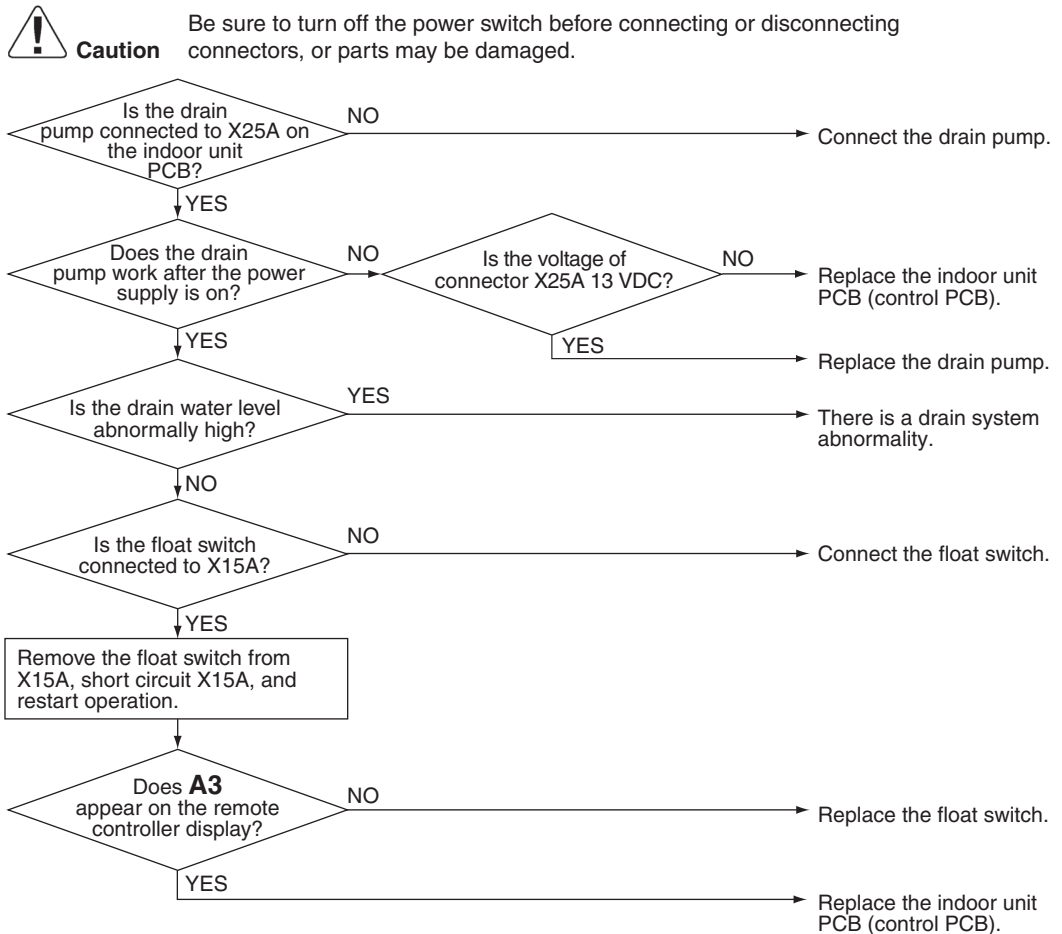 Be sure to turn off the power switch before connecting or disconnecting
Caution connectors, or parts may be damaged.
Is the drain
pump connected to X25A on
the indoor unit
PCB?
NO
Connect the drain pump.
YES
Does the drain
pump work after the power
supply is on?
NO
Is the voltage of
connector X25A 13 VDC?
NO
Replace the indoor unit
PCB (control PCB).
YES
Replace the drain pump.
YES
Is the drain water level
abnormally high?
YES
There is a drain system
abnormality.
NO
Is the float switch
connected to X15A?
NO
Connect the float switch.
YES
Remove the float switch from
X15A, short circuit X15A, and
restart operation.
Does A3
appear on the remote
controller display?
NO
Replace the float switch.
YES
Replace the indoor unit
PCB (control PCB).